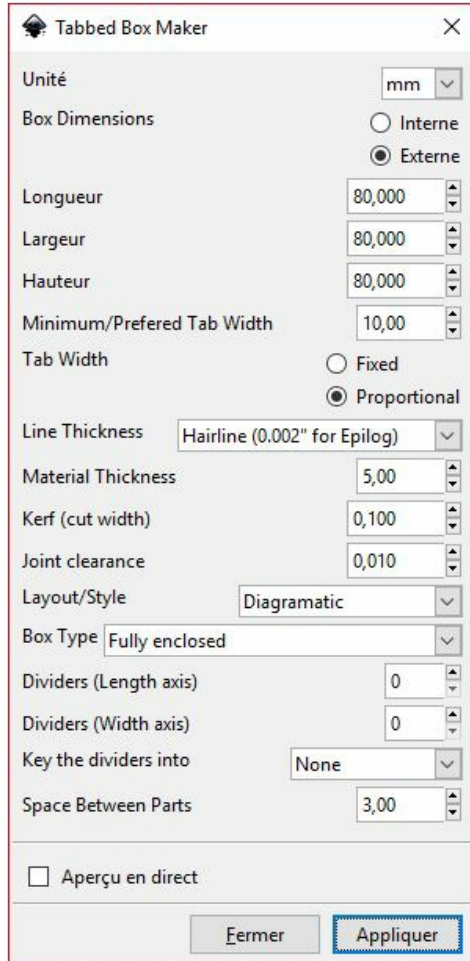 Tabbed Box Maker
Unité mm
Box Dimensions Interne
Externe
Longueur 80,000
Largeur 80,000
Hauteur 80,000
Minimum/Prefered Tab Width 10,00
Tab Width Fixed
Proportional
Line Thickness Hairline (0.002" for Epilog)
Material Thickness 5,00
Kerf (cut width) 0,100
Joint clearance 0,010
Layout/Style Diagramatic
Box Type Fully enclosed
Dividers (Length axis) 0
Dividers (Width axis) 0
Key the dividers into None
Space Between Parts 3,00
Aperçu en direct
Fermer Appliquer